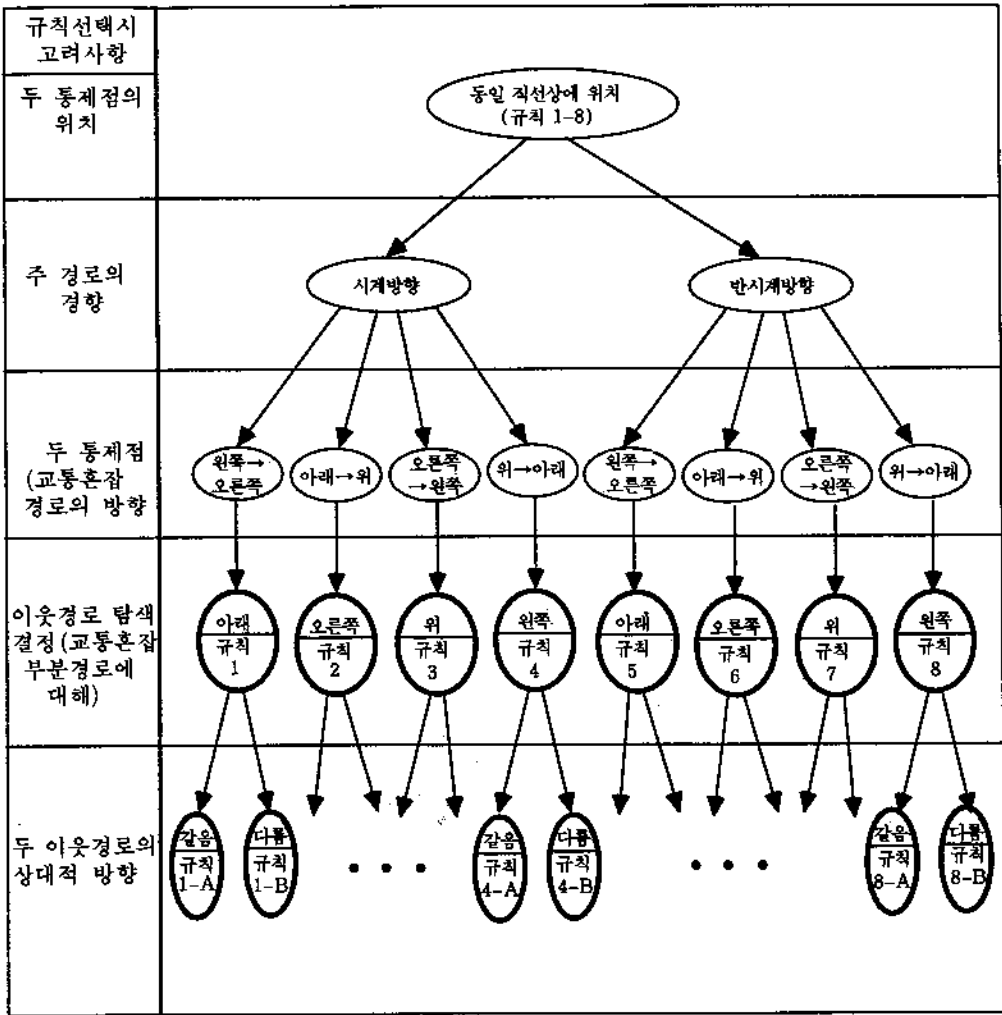 규칙선택시
고려사항
두 통제점의
위치
동일 직선상에 위치
(규칙 1-8)
주 경로의
경향
시계방향
반시계방향
두 통제점
(교통혼잡
경로의 방향
왼쪽→
오른쪽
아래→위
오른쪽
→왼쪽
위→아래
왼쪽→
오른쪽
아래→위
오른쪽
→왼쪽
위→아래
이웃경로 탐색
결정(교통혼잡
부분경로에
대해)
아래
규칙
1
오른쪽
규칙
2
위
규칙
3
왼쪽
규칙
4
아래
규칙
5
오른쪽
규칙
6
위
규칙
7
왼쪽
규칙
8
두 이웃경로의
상대적 방향
같음
규칙
1-A
다름
규칙
1-B
• • •
같음
규칙
4-A
다름
규칙
4-B
• • •
같음
규칙
8-A
다름
규칙
8-B